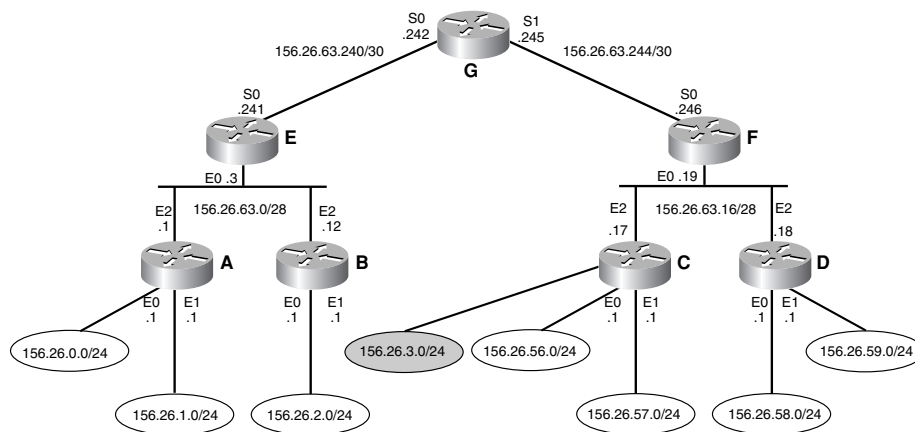 S0
.242
S1
.245
156.26.63.240/30
156.26.63.244/30
G
S0
.241
S0
.246
E
F
E0 .3
E0 .19
E2
.1
156.26.63.0/28
E2
.12
E2
.17
156.26.63.16/28
E2
.18
A
B
C
D
E0
.1
E1
.1
E0
.1
E1
.1
E0
.1
E1
.1
E0
.1
E1
.1
156.26.0.0/24
156.26.3.0/24
156.26.56.0/24
156.26.59.0/24
156.26.1.0/24
156.26.2.0/24
156.26.57.0/24
156.26.58.0/24